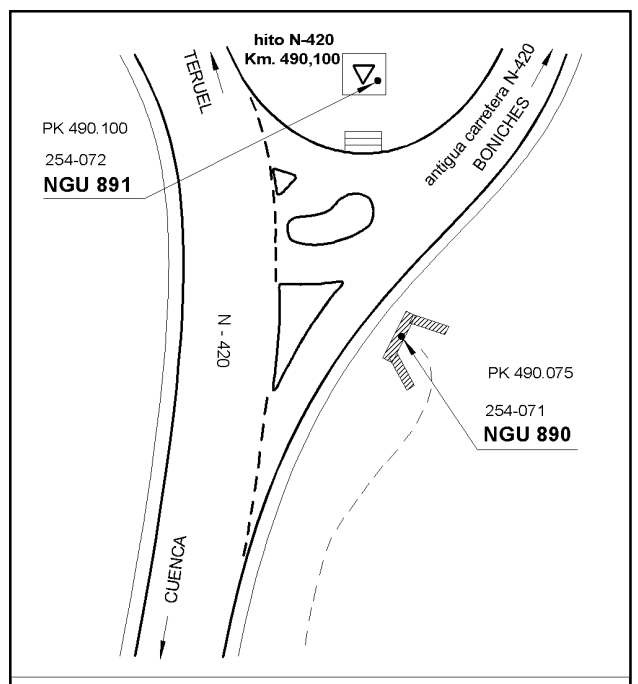 hito N-420
Km. 490,100
TERUEL
antigua carretera N-420
BONICHES
PK 490.100
254-072
NGU 891
N - 420
PK 490.075
254-071
NGU 890
CUENCA